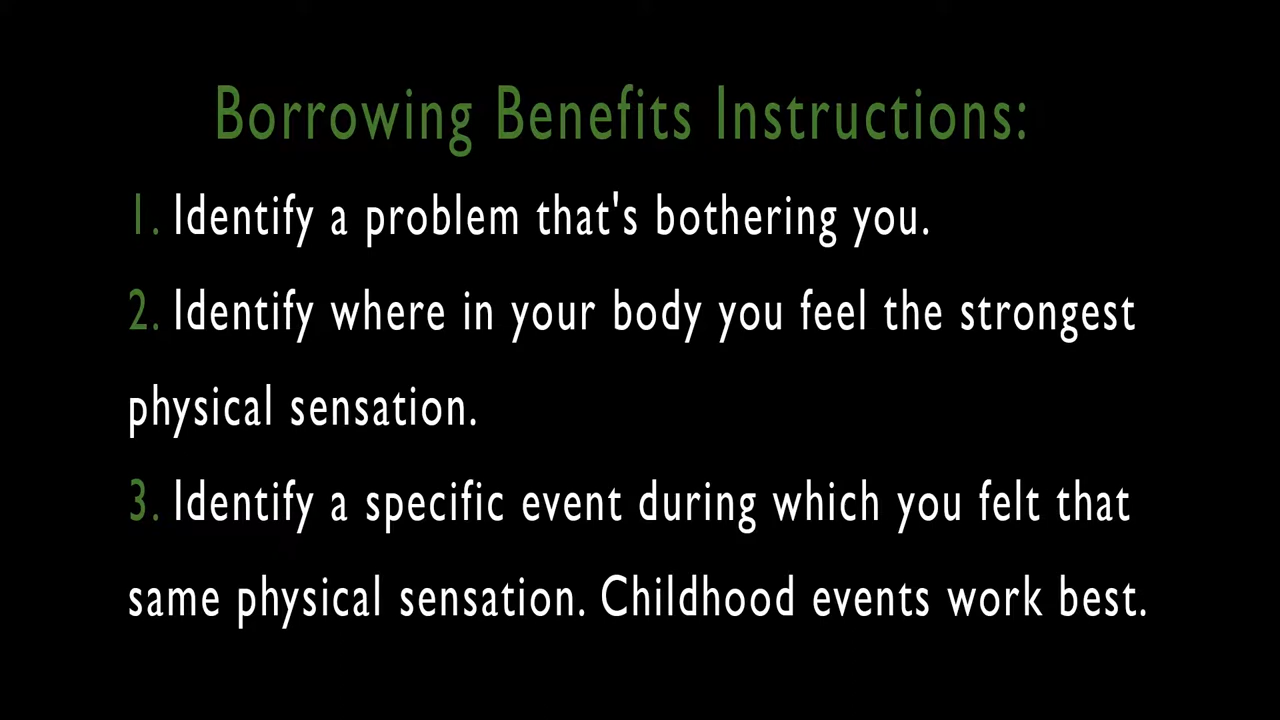 Borrowing Benefits Instructions:
1. Identify a problem that's bothering you.
2. Identify where in your body you feel the strongest
physical sensation.
3. Identify a specific event during which you felt that
same physical sensation. Childhood events work best.